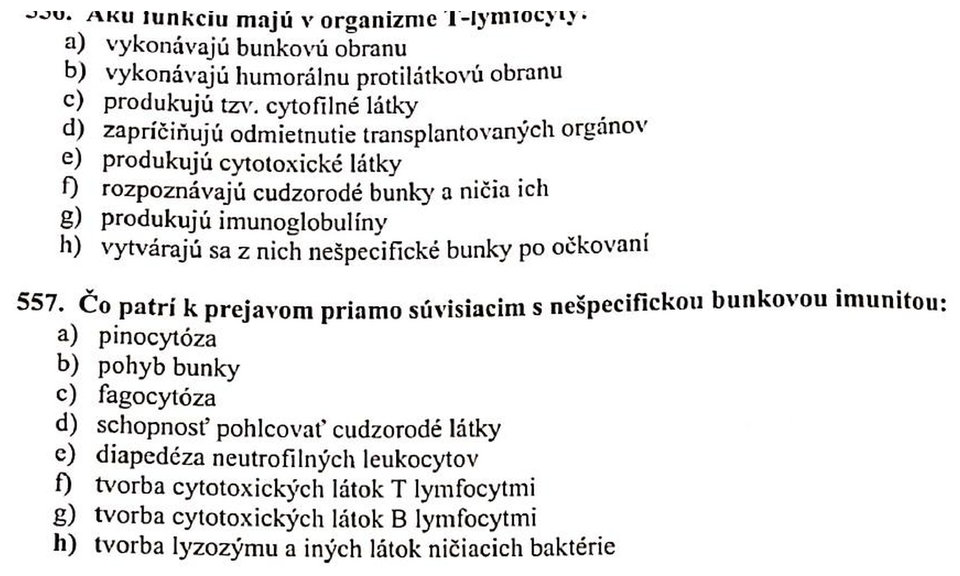 556. Akú funkciu majú v organizme T-lymfocyty:
a) vykonávajú bunkovú obranu
b) vykonávajú humorálnu protilátkovú obranu
c) produkujú tzv. cytofilné látky
d) zapríčiňujú odmietnutie transplantovaných orgánov
e) produkujú cytotoxické látky
f) rozpoznávajú cudzorodé bunky a ničia ich
g) produkujú imunoglobulíny
h) vytvárajú sa z nich nešpecifické bunky po očkovaní
557. Čo patrí k prejavom priamo súvisiacim s nešpecifickou bunkovou imunitou:
a) pinocytóza
b) pohyb bunky
c) fagocytóza
d) schopnosť pohlcovať cudzorodé látky
e) diapedéza neutrofilných leukocytov
f) tvorba cytotoxických látok T lymfocytmi
g) tvorba cytotoxických látok B lymfocytmi
h) tvorba lyzozýmu a iných látok ničiacich baktérie